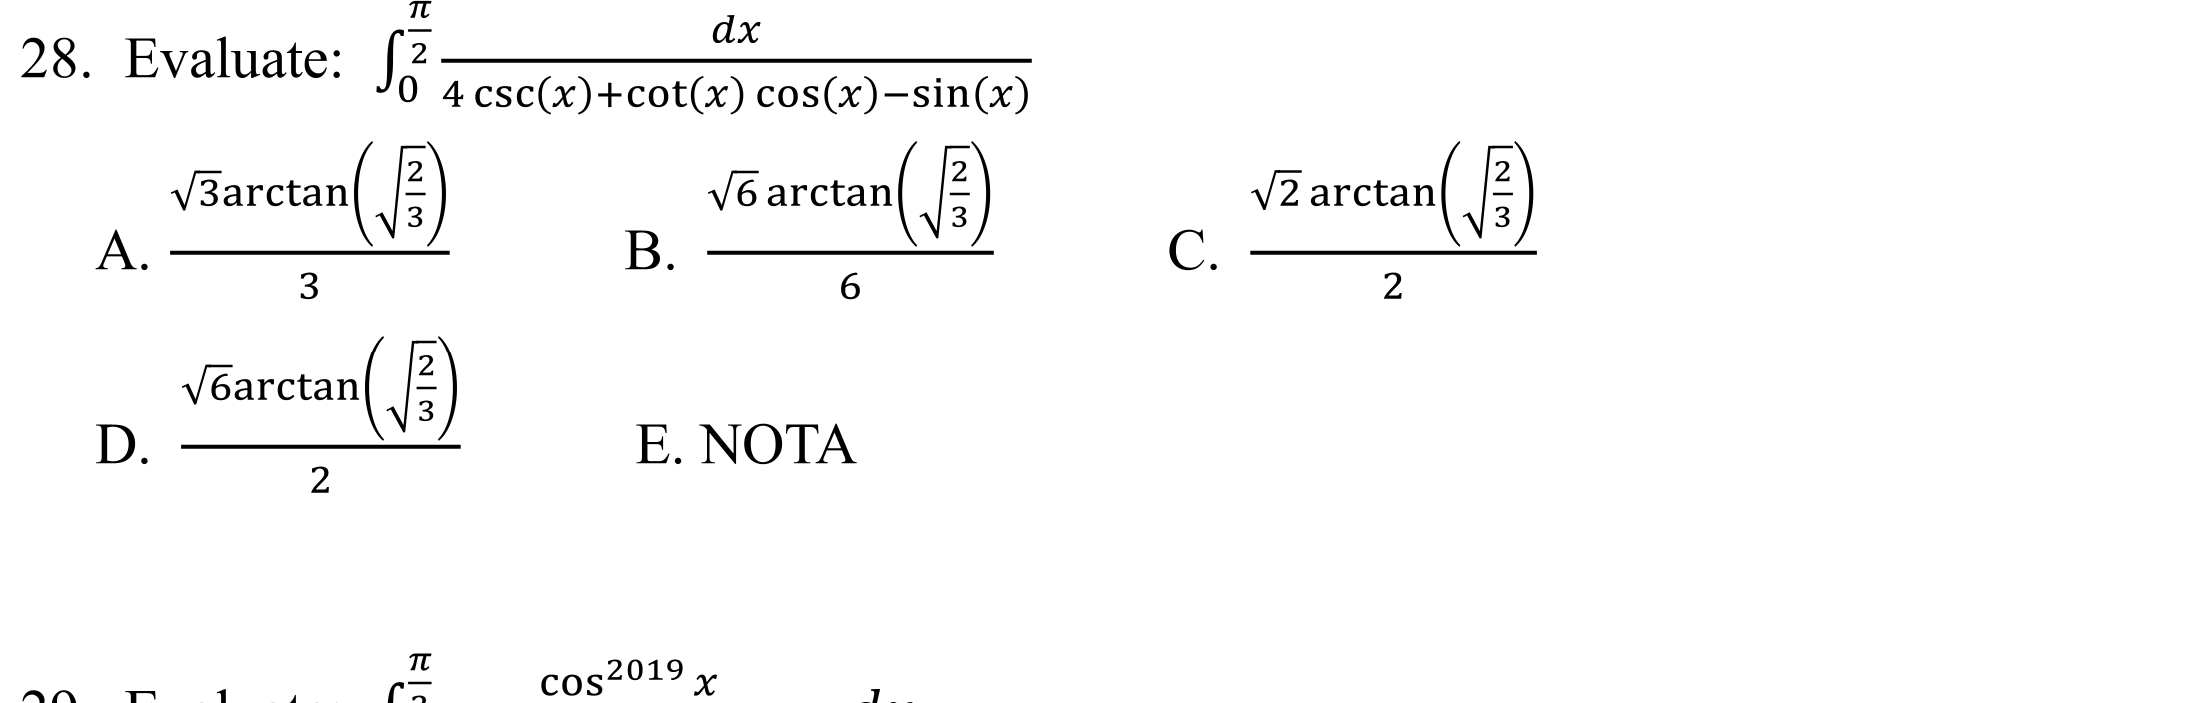 28. Evaluate: ∫₀^(π/2) dx / (4 csc(x)+cot(x) cos(x)−sin(x))
A. √3arctan(√(2/3)) / 3 B. √6 arctan(√(2/3)) / 6 C. √2 arctan(√(2/3)) / 2
D. √6arctan(√(2/3)) / 2 E. NOTA
cos²⁰¹⁹ x